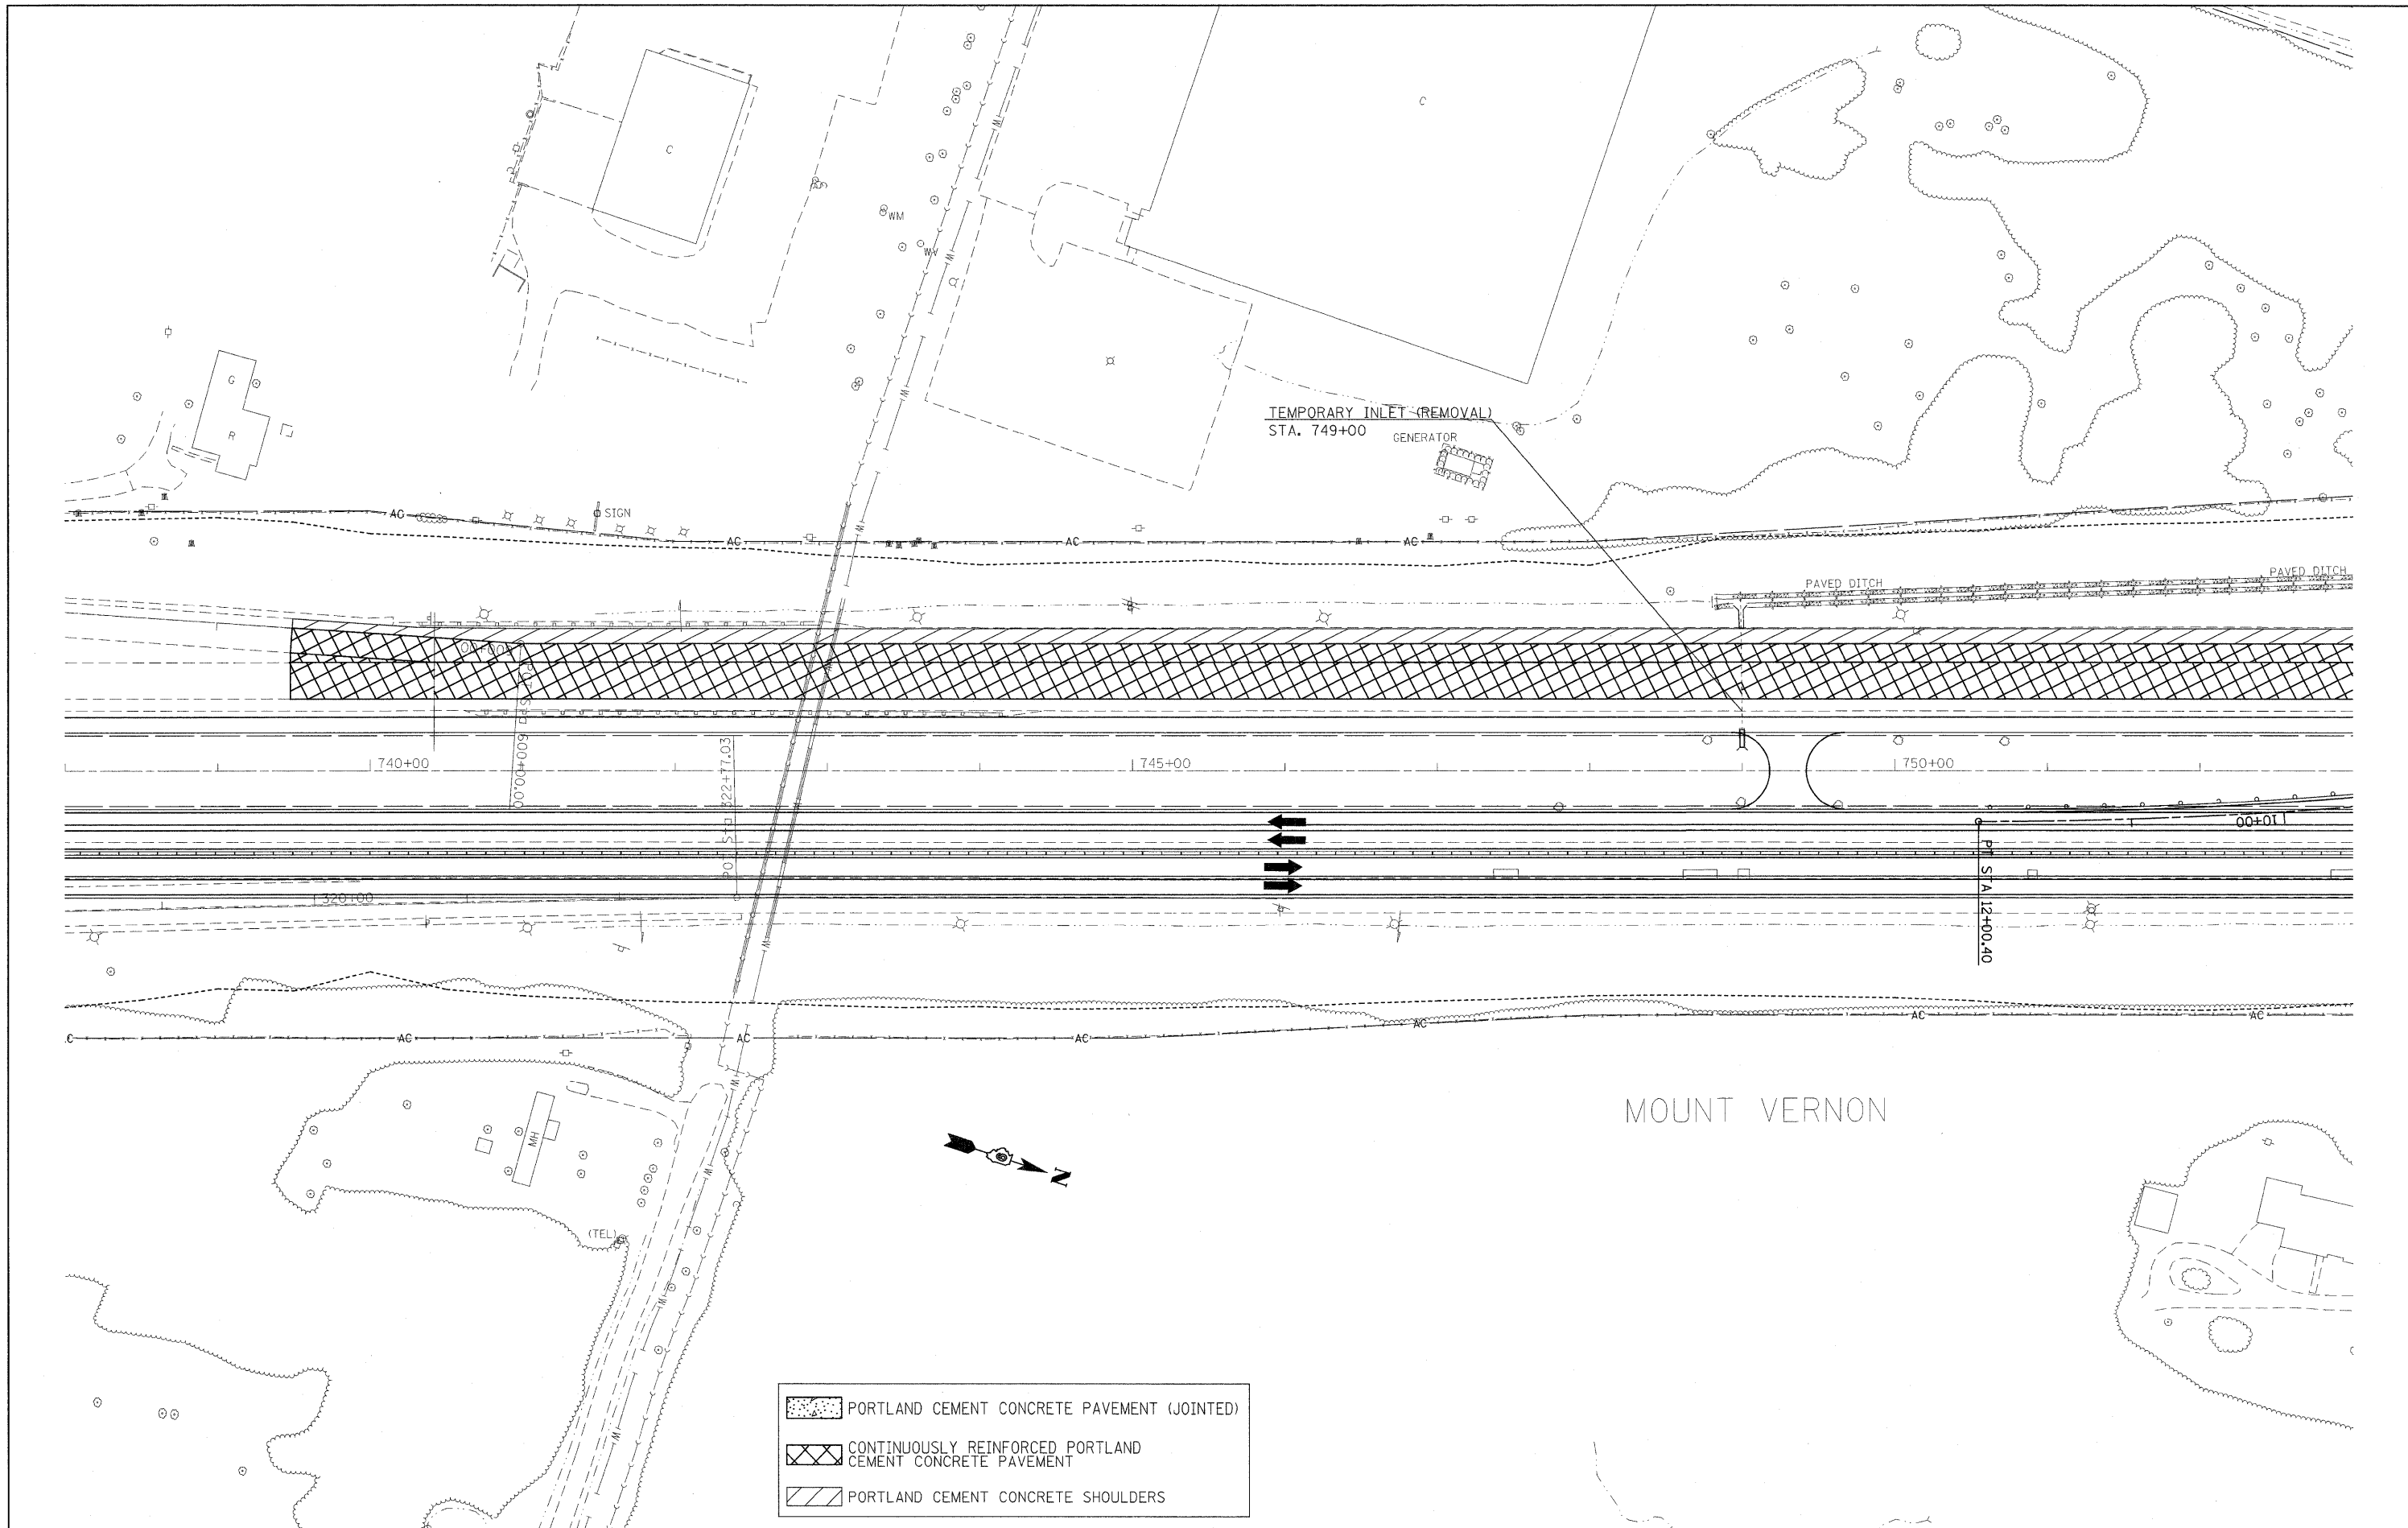 C
C
W
WM
WV
W
W
G
R
TEMPORARY INLET (REMOVAL)
STA. 749+00
GENERATOR
AC
SIGN
W
AC
AC
AC
PAVED DITCH
PAVED DITCH
W
740+00
745+00
750+00
600+00.00
322+77.03
110+00
PT STA 12+00.40
320+00
W
AC
AC
AC
AC
AC
AC
W
MH
W
C
(TEL)
W
W
N
MOUNT VERNON
PORTLAND CEMENT CONCRETE PAVEMENT (JOINTED)
CONTINUOUSLY REINFORCED PORTLAND
CEMENT CONCRETE PAVEMENT
PORTLAND CEMENT CONCRETE SHOULDERS